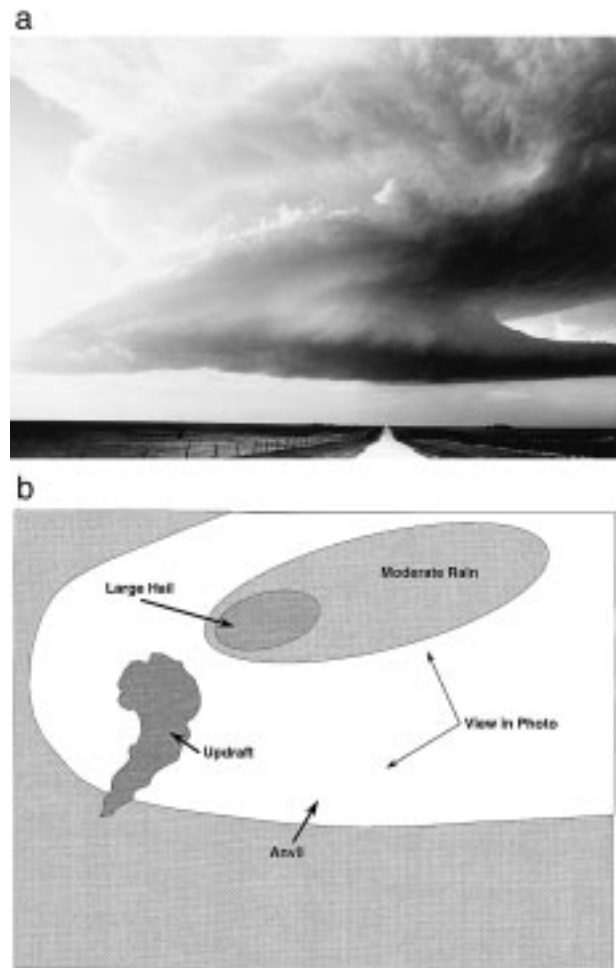 a
b
Moderate Rain
Large Hail
View in Photo
Updraft
Anvil